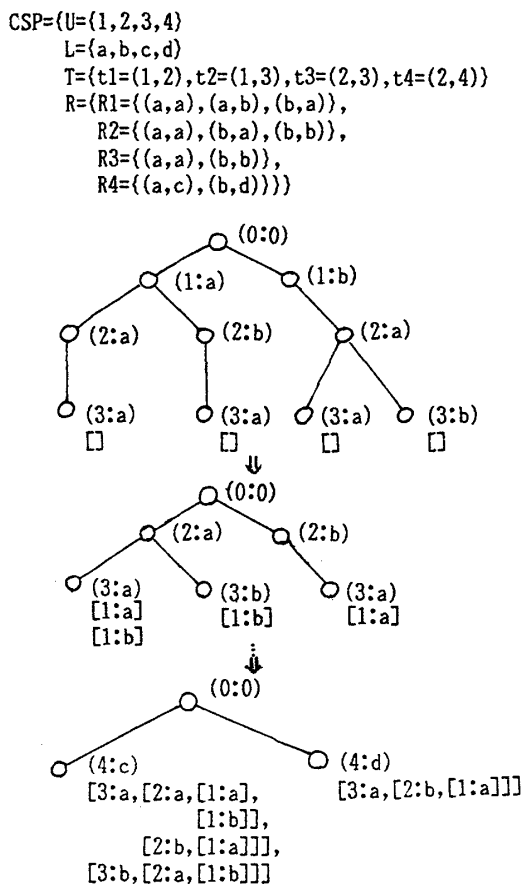 CSP={U={1,2,3,4}
L={a,b,c,d}
T={t1=(1,2),t2=(1,3),t3=(2,3),t4=(2,4)}
R={R1={(a,a),(a,b),(b,a)},
R2={(a,a),(b,a),(b,b)},
R3={(a,a),(b,b)},
R4={(a,c),(b,d)}}}
(0:0)
(1:a) (1:b)
(2:a) (2:b) (2:a)
(3:a) (3:a) (3:a) (3:b)
[] [] [] []
⇓
(0:0)
(2:a) (2:b)
(3:a) (3:b) (3:a)
[1:a] [1:b] [1:a]
[1:b]
⇓
(0:0)
(4:c) (4:d)
[3:a,[2:a,[1:a], [3:a,[2:b,[1:a]]]
[1:b]],
[2:b,[1:a]]],
[3:b,[2:a,[1:b]]]